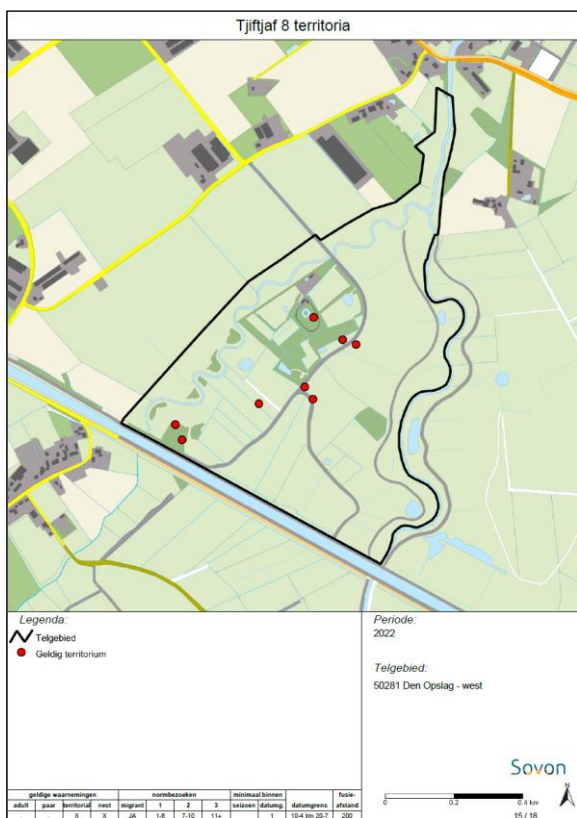 Tjiftjaf 8 territoria
Legenda:
Telgebied
Geldig territorium
Periode:
2022
Telgebied:
50281 Den Opslag - west
Sovon
N
0 0.2 0.4 km
15 / 18
geldige waarnemingen normbezoeken minimaal binnen fusie-
adult paar territorial nest migrant 1 2 3 seizoen datumg. datumgrens afstand
- - X X JA 1-6 7-10 11+ 1 10-4 t/m 20-7 200